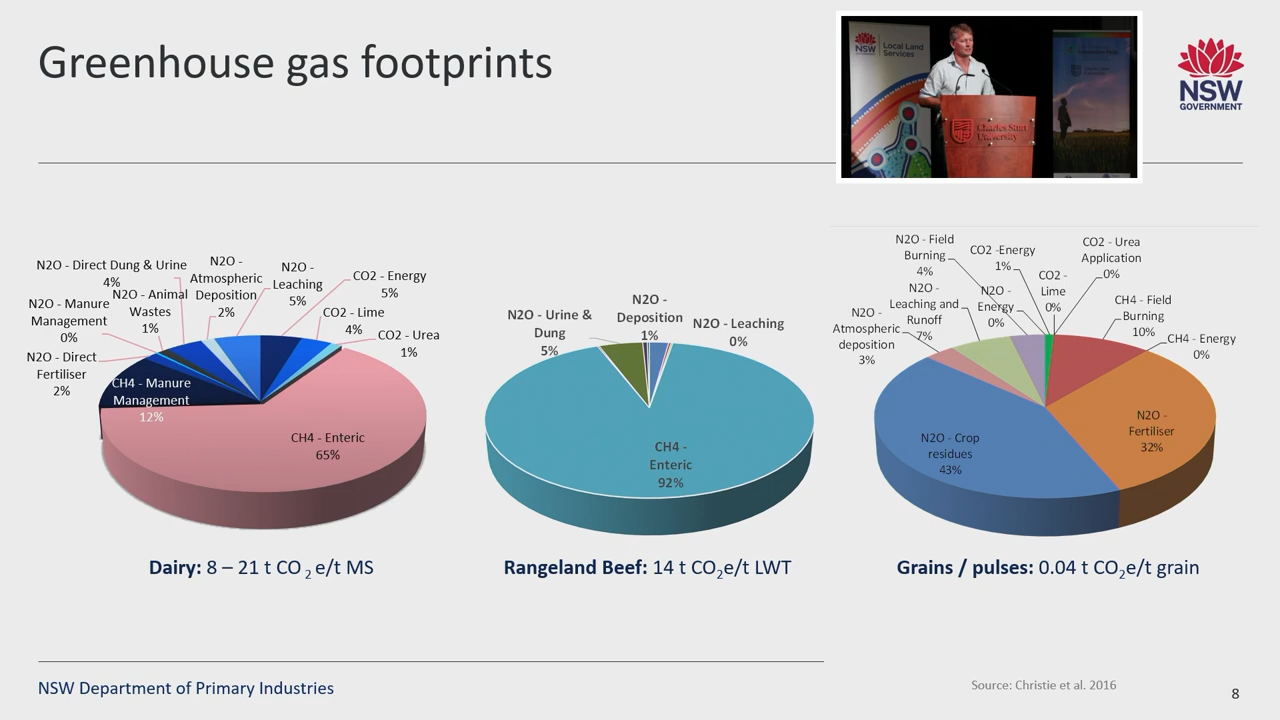 Greenhouse gas footprints
NSW
Local Land
Services
Charles Sturt
University
NSW
GOVERNMENT
N2O - Direct Dung & Urine
4%
N2O -
Atmospheric
Deposition
2%
N2O -
Leaching
5%
CO2 - Energy
5%
N2O - Manure
Management
0%
N2O - Animal
Wastes
1%
CO2 - Lime
4%
CO2 - Urea
1%
N2O - Direct
Fertiliser
2%
CH4 - Manure
Management
12%
CH4 - Enteric
65%
Dairy: 8 – 21 t CO2 e/t MS
N2O - Urine &
Dung
5%
N2O -
Deposition
1%
N2O - Leaching
0%
CH4 -
Enteric
92%
Rangeland Beef: 14 t CO2e/t LWT
N2O - Field
Burning
4%
CO2 -Energy
1%
CO2 - Urea
Application
0%
N2O -
Atmospheric
deposition
3%
N2O -
Leaching and
Runoff
7%
N2O -
Energy
0%
CO2 -
Lime
0%
CH4 - Field
Burning
10%
CH4 - Energy
0%
N2O - Crop
residues
43%
N2O -
Fertiliser
32%
Grains / pulses: 0.04 t CO2e/t grain
NSW Department of Primary Industries
Source: Christie et al. 2016
8